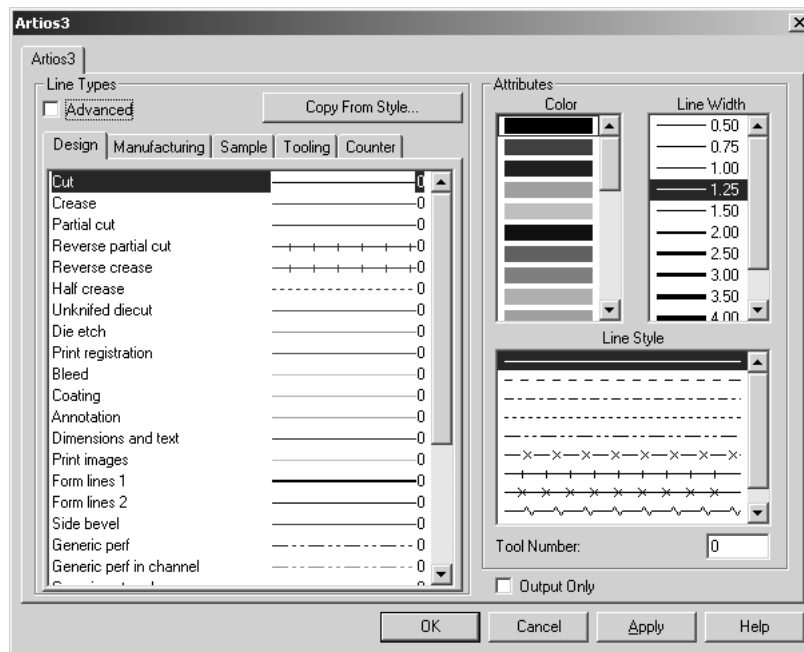 Artios3
Artios3
Line Types
Advanced
Copy From Style...
Design Manufacturing Sample Tooling Counter
Cut 0
Crease 0
Partial cut 0
Reverse partial cut 0
Reverse crease 0
Half crease 0
Unknifed diecut 0
Die etch 0
Print registration 0
Bleed 0
Coating 0
Annotation 0
Dimensions and text 0
Print images 0
Form lines 1 0
Form lines 2 0
Side bevel 0
Generic perf 0
Generic perf in channel 0
Attributes
Color
Line Width
0.50
0.75
1.00
1.25
1.50
2.00
2.50
3.00
3.50
4.00
Line Style
Tool Number: 0
Output Only
OK Cancel Apply Help